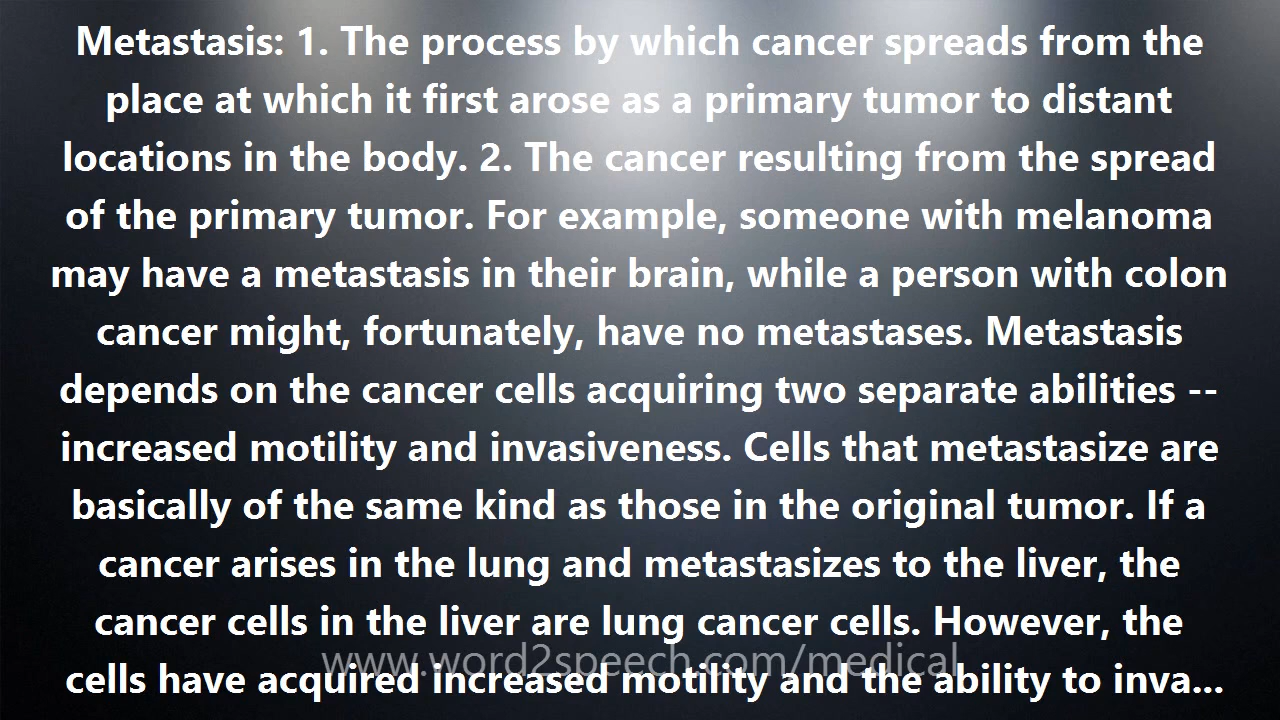 Metastasis: 1. The process by which cancer spreads from the
place at which it first arose as a primary tumor to distant
locations in the body. 2. The cancer resulting from the spread
of the primary tumor. For example, someone with melanoma
may have a metastasis in their brain, while a person with colon
cancer might, fortunately, have no metastases. Metastasis
depends on the cancer cells acquiring two separate abilities --
increased motility and invasiveness. Cells that metastasize are
basically of the same kind as those in the original tumor. If a
cancer arises in the lung and metastasizes to the liver, the
cancer cells in the liver are lung cancer cells. However, the
www.word2speech.com/medical
cells have acquired increased motility and the ability to inva...